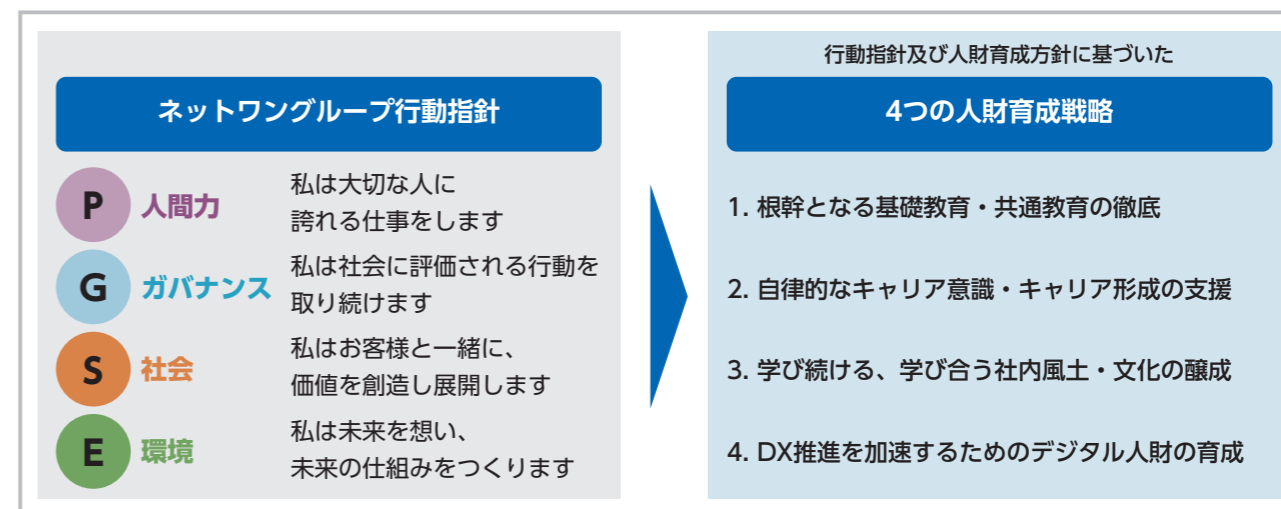 ネットワングループ行動指針
P 人間力
私は大切な人に
誇れる仕事をします
G ガバナンス
私は社会に評価される行動を
取り続けます
S 社会
私はお客様と一緒に、
価値を創造し展開します
E 環境
私は未来を想い、
未来の仕組みをつくります
行動指針及び人財育成方針に基づいた
4つの人財育成戦略
1. 根幹となる基礎教育・共通教育の徹底
2. 自律的なキャリア意識・キャリア形成の支援
3. 学び続ける、学び合う社内風土・文化の醸成
4. DX推進を加速するためのデジタル人財の育成